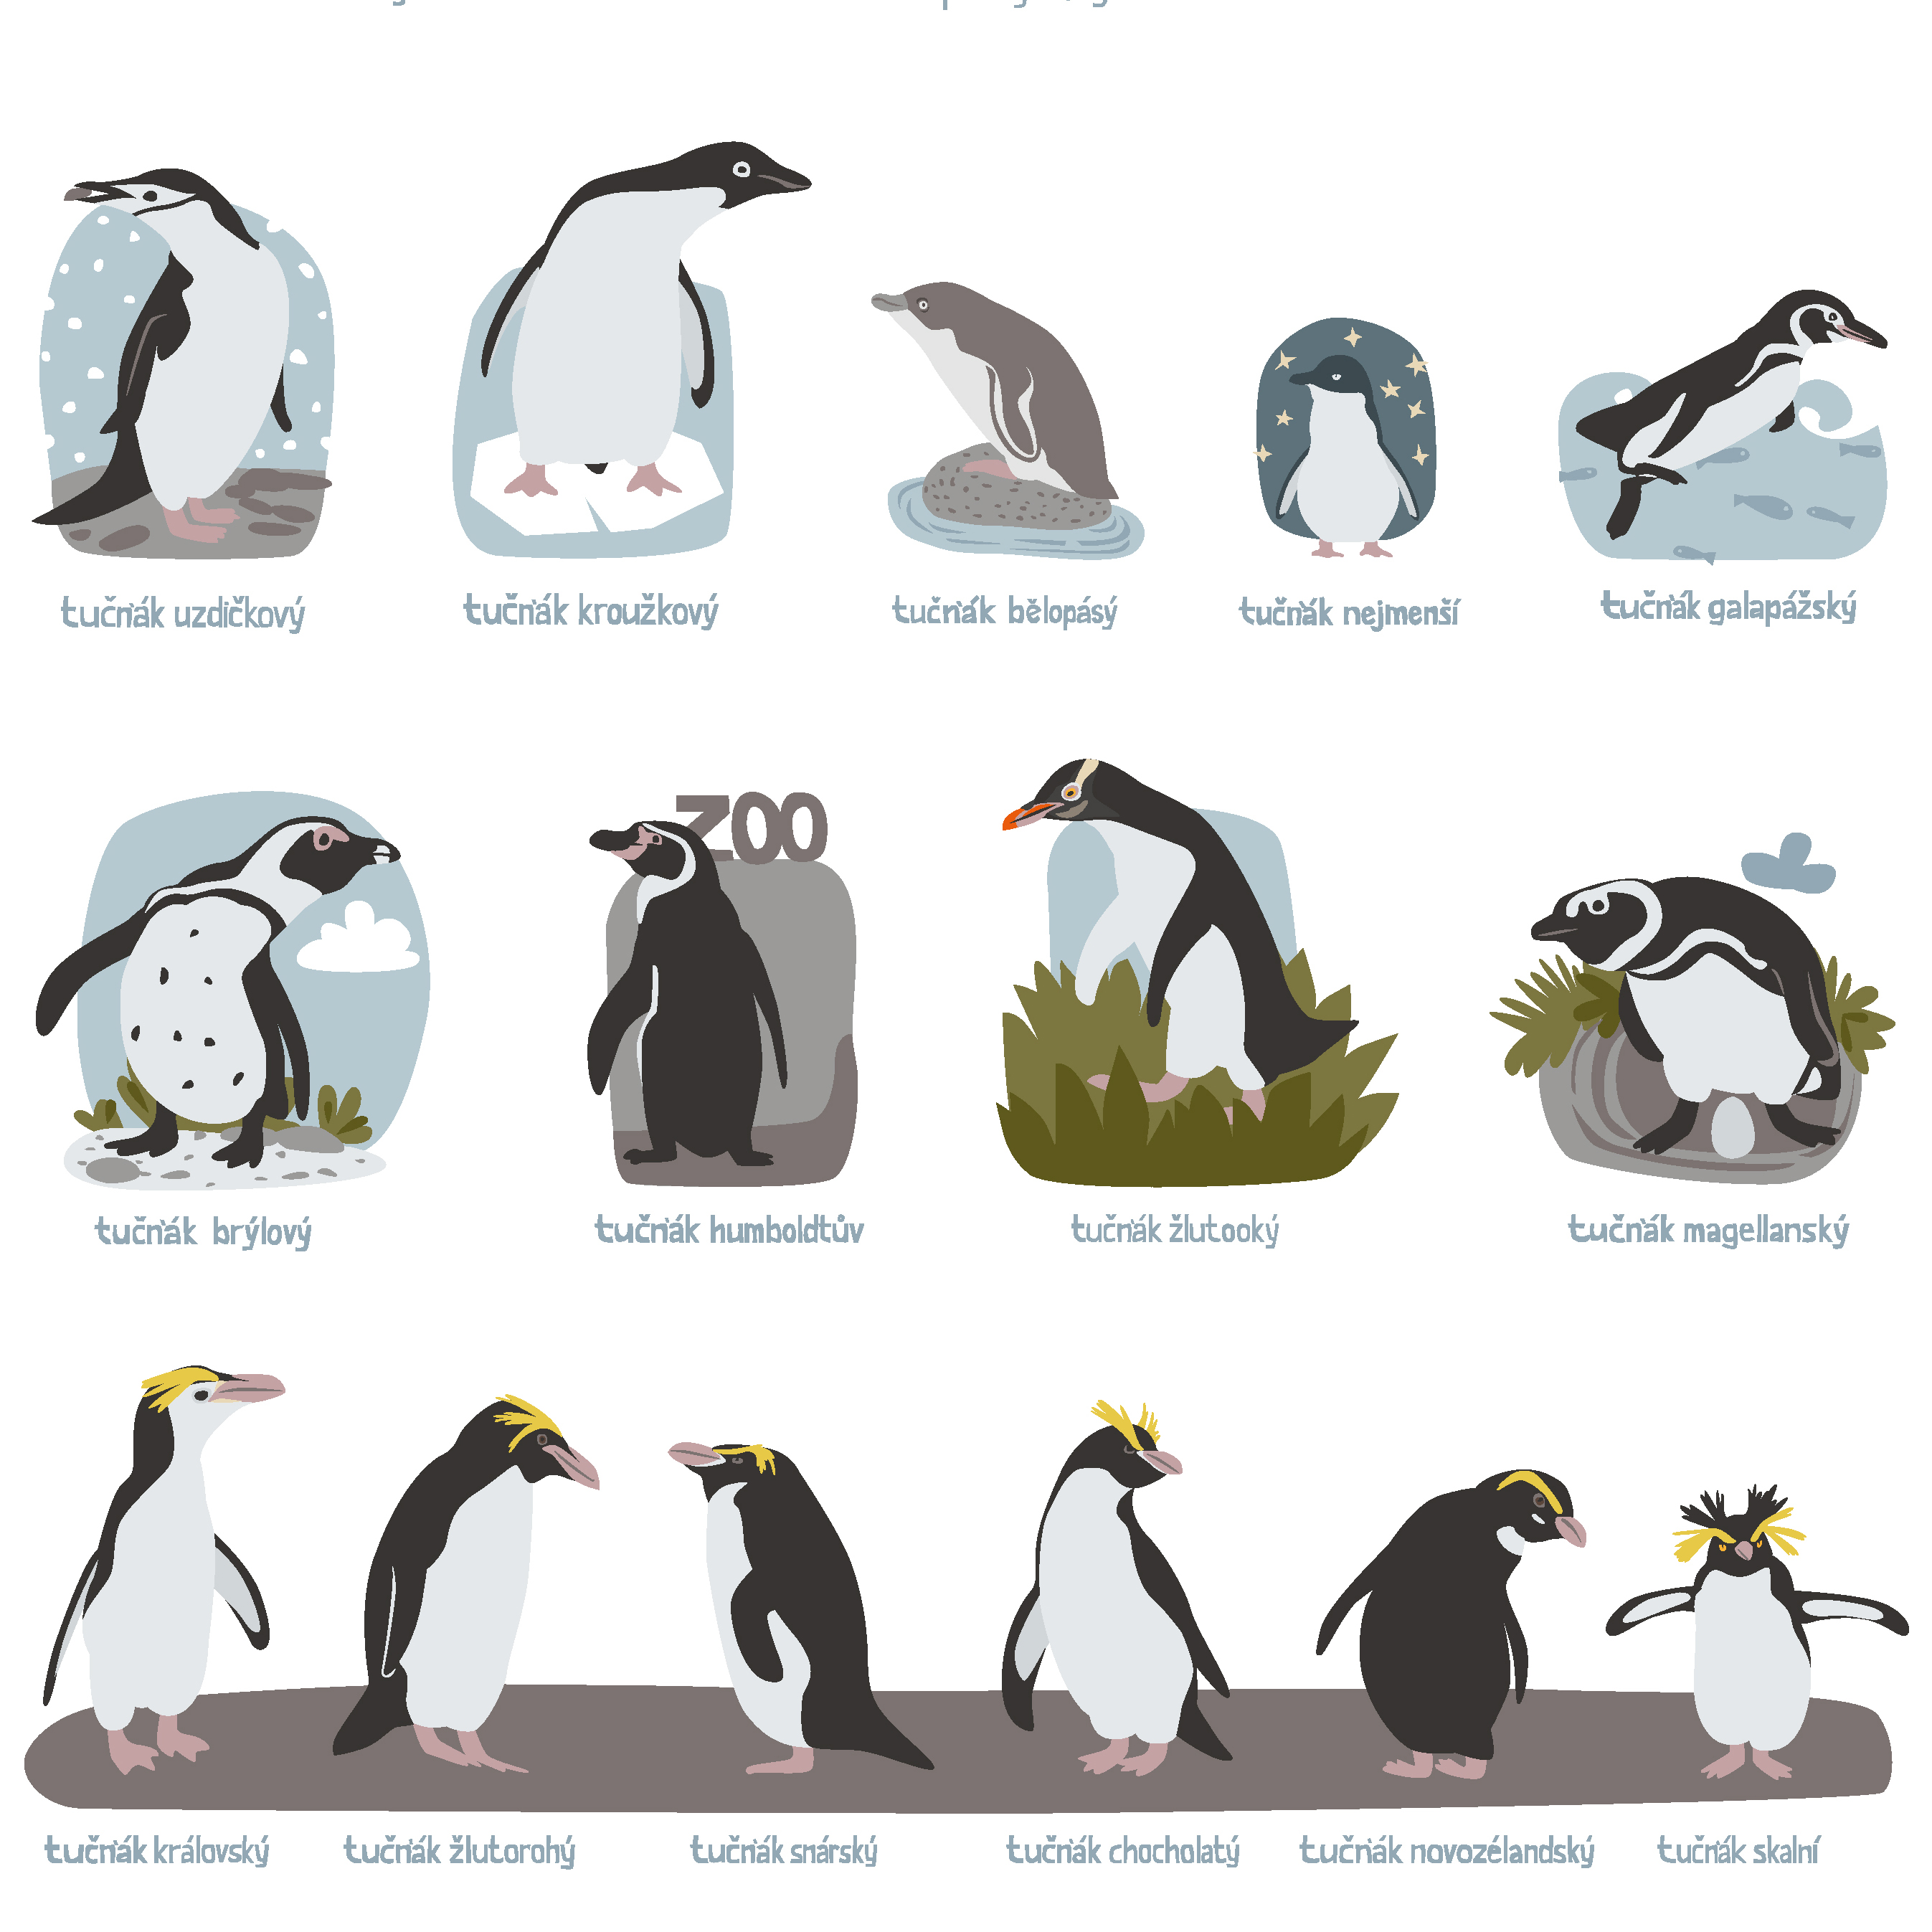 tučňák uzdičkový
tučňák kroužkový
tučňák bělopásý
tučňák nejmenší
tučňák galapážský
ZOO
tučňák brýlový
tučňák humboldtův
tučňák žlutooký
tučňák magellanský
tučňák královský
tučňák žlutorohý
tučňák snárský
tučňák chocholatý
tučňák novozélandský
tučňák skalní